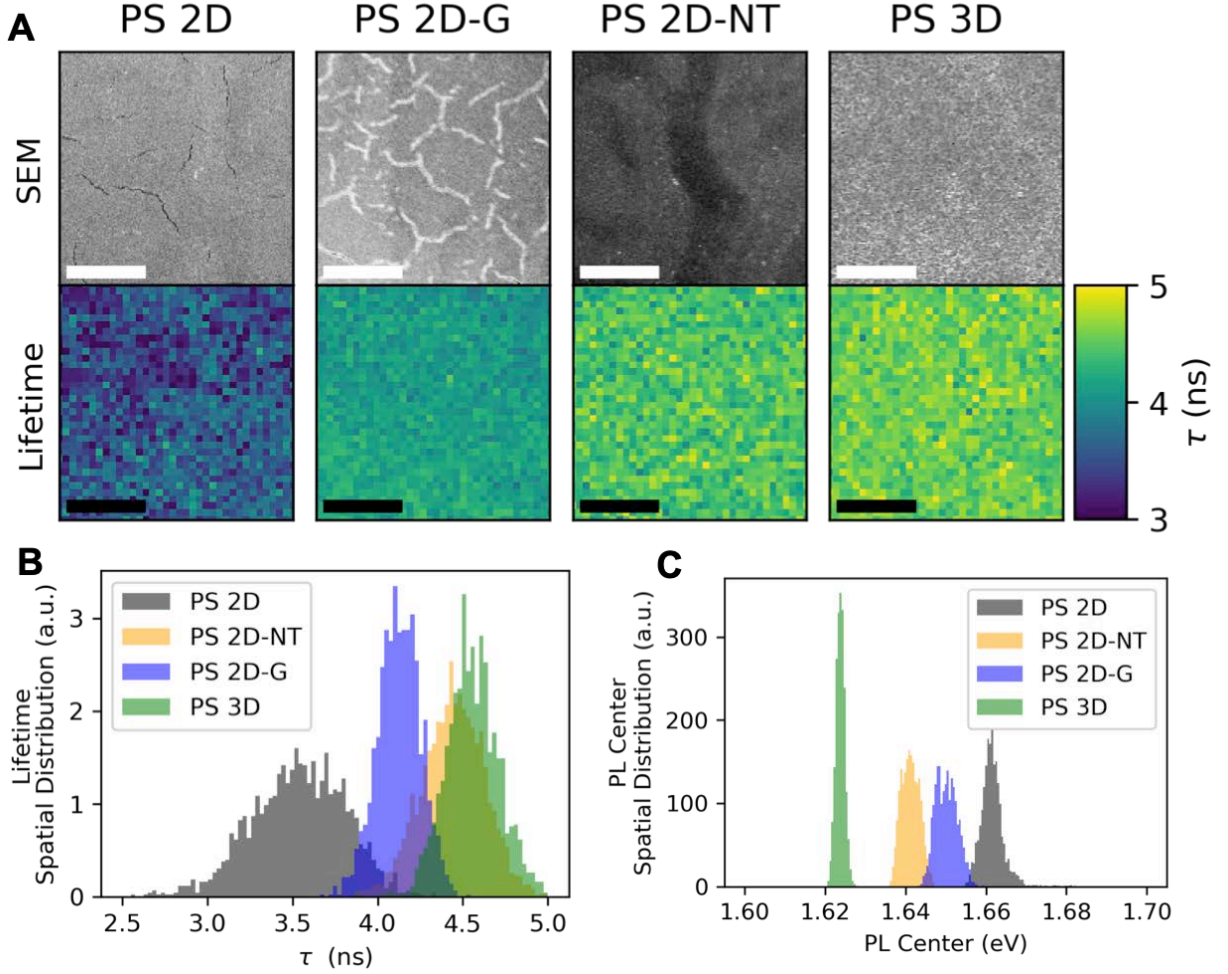 A
PS 2D
PS 2D-G
PS 2D-NT
PS 3D
SEM
Lifetime
5
4
3
τ (ns)
B
Lifetime
Spatial Distribution (a.u.)
3
2
1
0
PS 2D
PS 2D-NT
PS 2D-G
PS 3D
2.5
3.0
3.5
4.0
4.5
5.0
τ (ns)
C
PL Center
Spatial Distribution (a.u.)
300
200
100
0
PS 2D
PS 2D-NT
PS 2D-G
PS 3D
1.60
1.62
1.64
1.66
1.68
1.70
PL Center (eV)